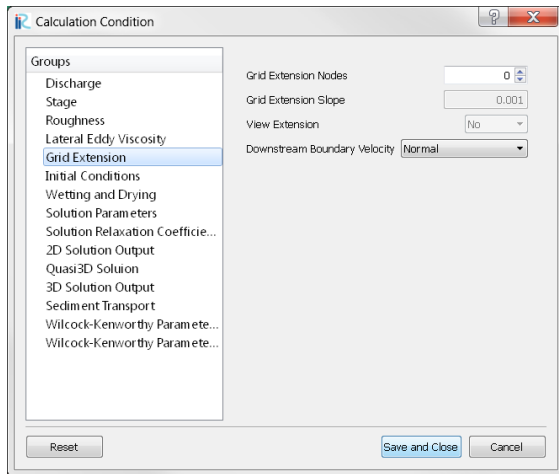 Calculation Condition
Groups
Discharge
Stage
Roughness
Lateral Eddy Viscosity
Grid Extension
Initial Conditions
Wetting and Drying
Solution Parameters
Solution Relaxation Coefficie...
2D Solution Output
Quasi3D Soluion
3D Solution Output
Sediment Transport
Wilcock-Kenworthy Paramete...
Wilcock-Kenworthy Paramete...
Grid Extension Nodes 0
Grid Extension Slope 0.001
View Extension No
Downstream Boundary Velocity Normal
Reset Save and Close Cancel